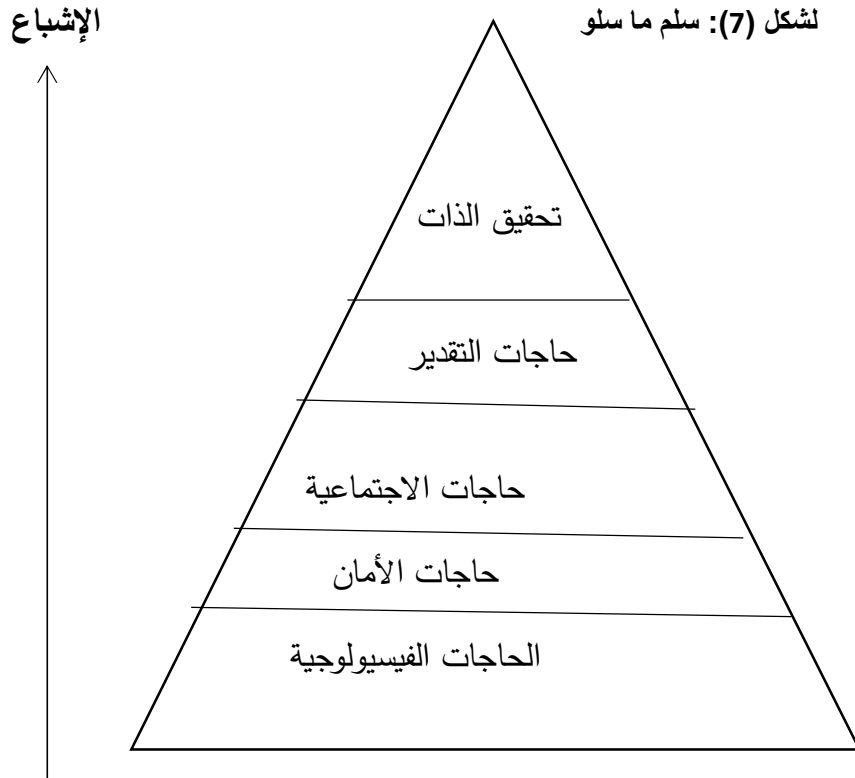 لشكل (7): سلم ما سلو
الإشباع
تحقيق الذات
حاجات التقدير
حاجات الاجتماعية
حاجات الأمان
الحاجات الفيسيولوجية